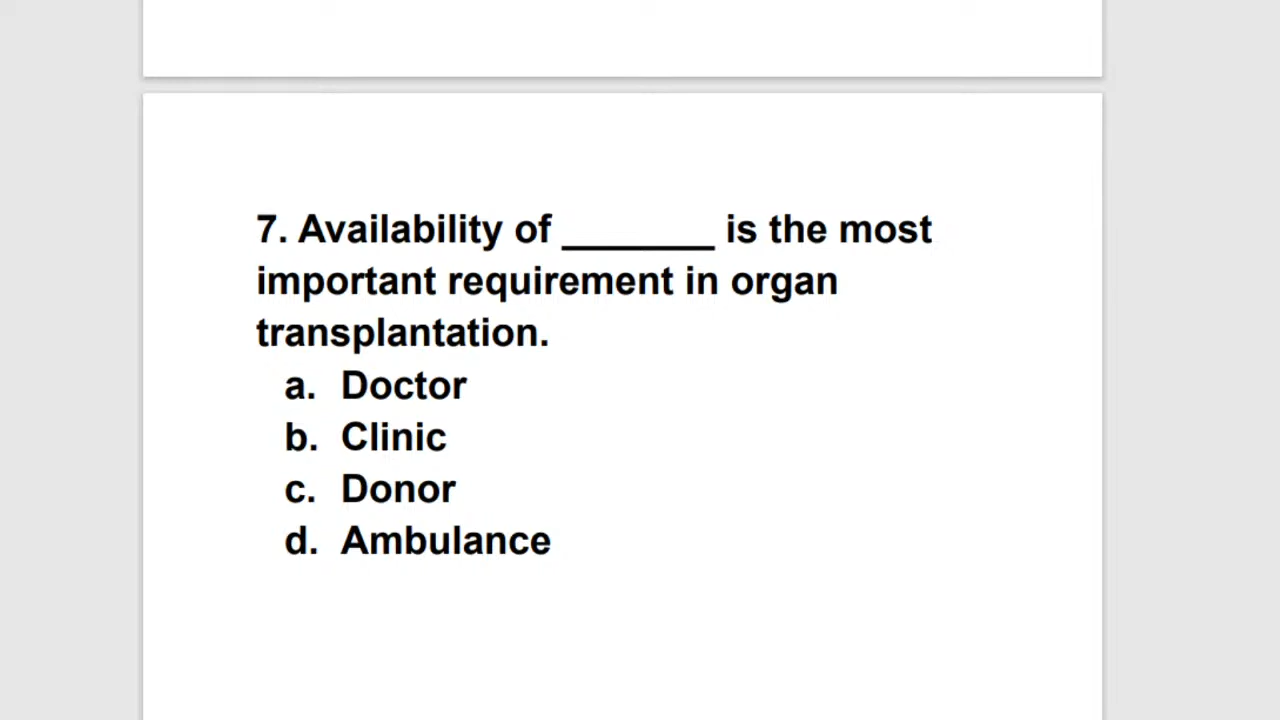 7. Availability of _______ is the most
important requirement in organ
transplantation.
a. Doctor
b. Clinic
c. Donor
d. Ambulance